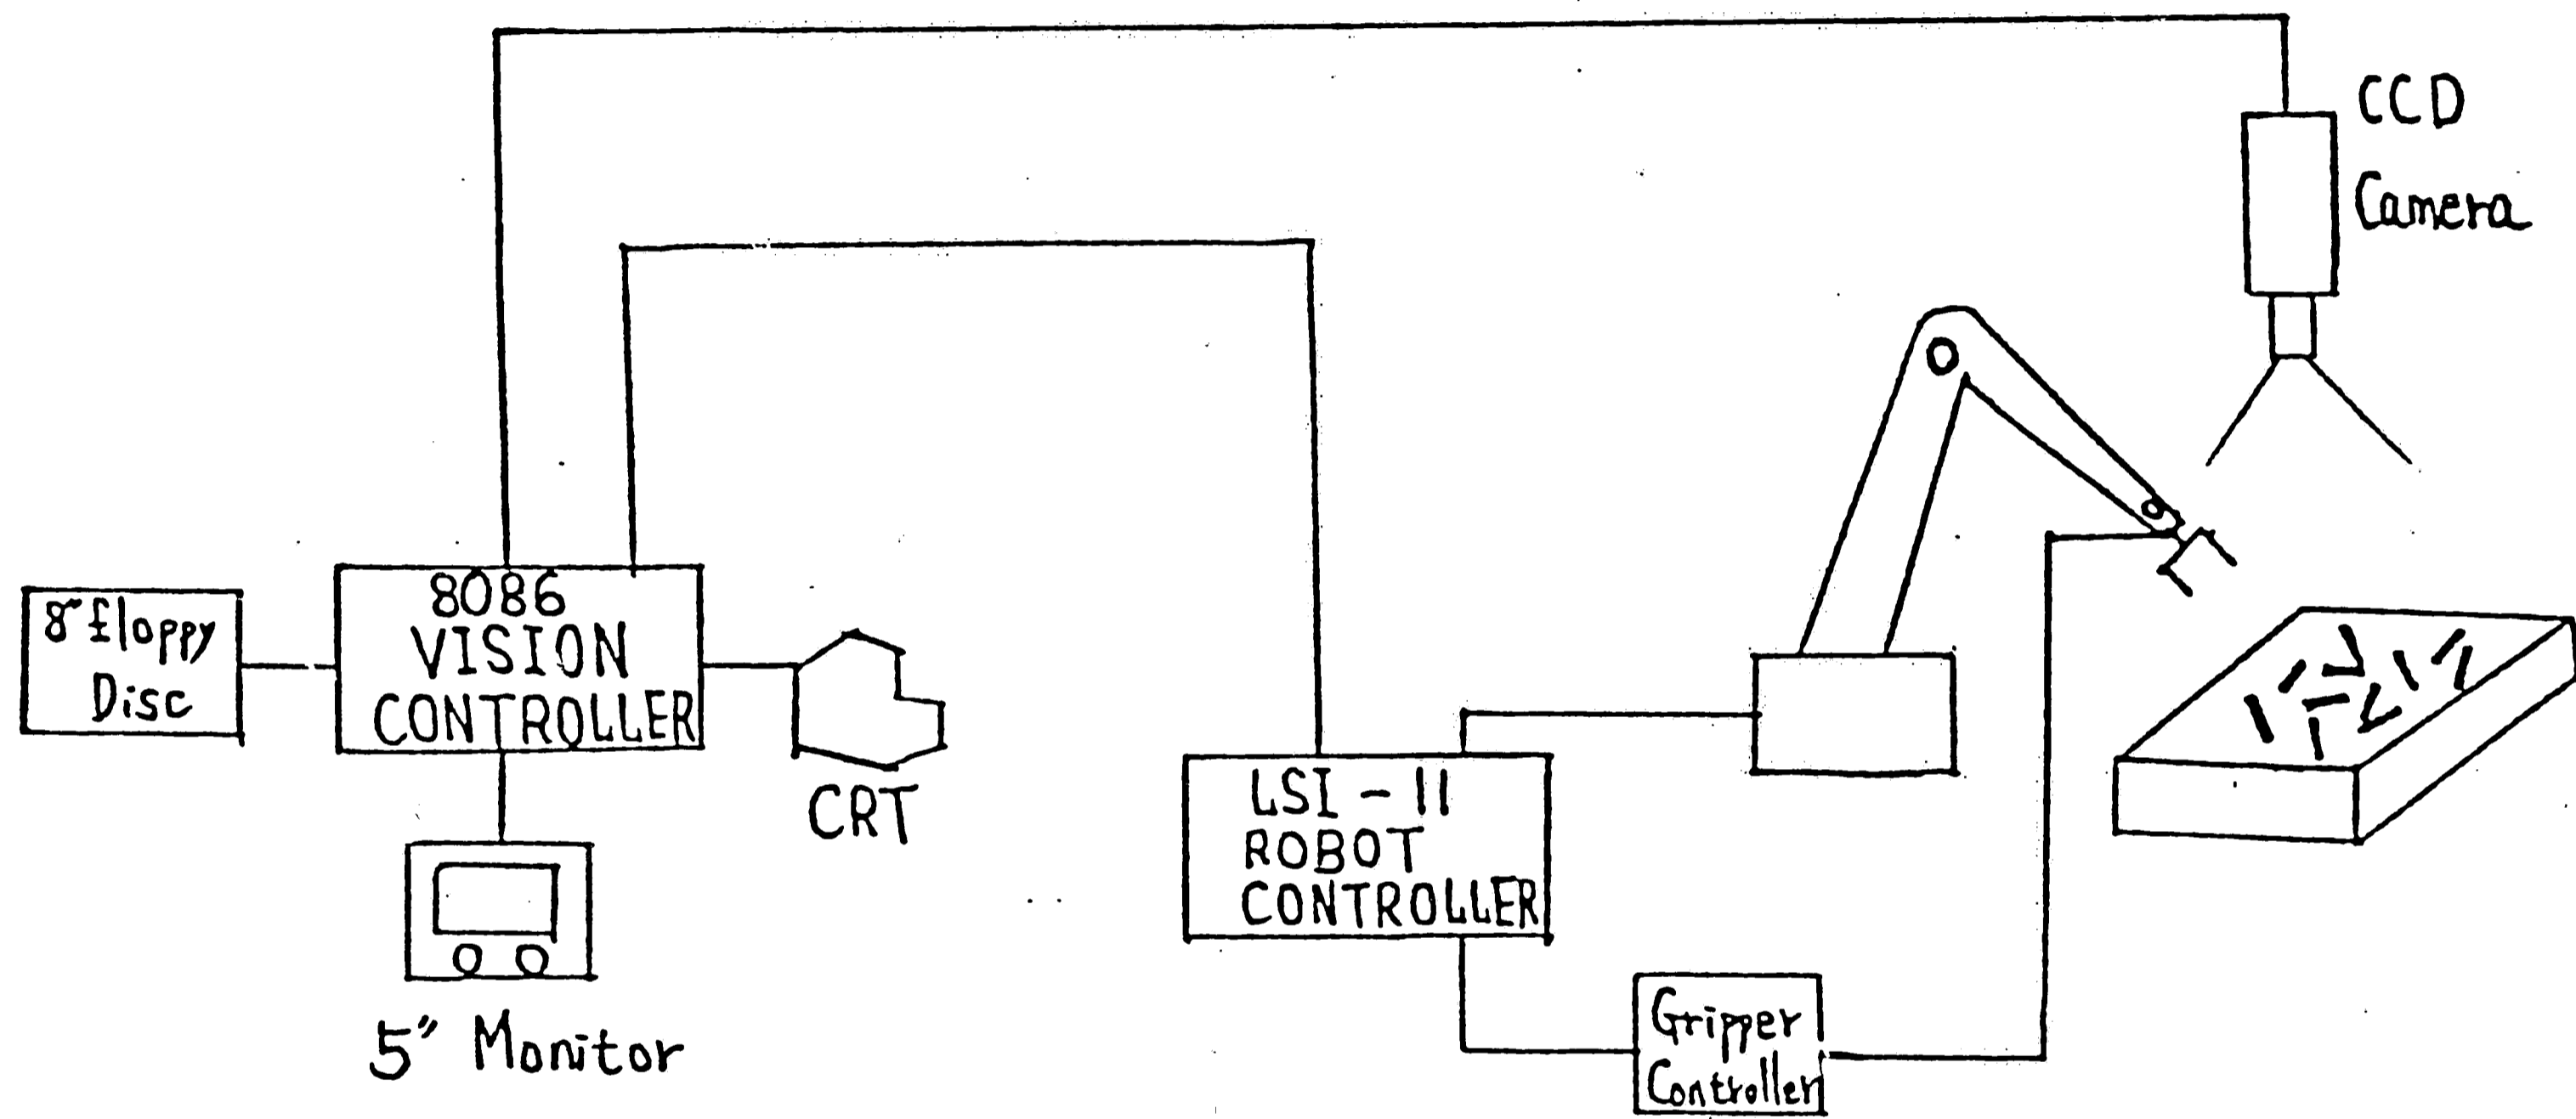 CCD
Camera
8" floppy
Disc
8086
VISION
CONTROLLER
CRT
5" Monitor
LSI-11
ROBOT
CONTROLLER
Gripper
Controller